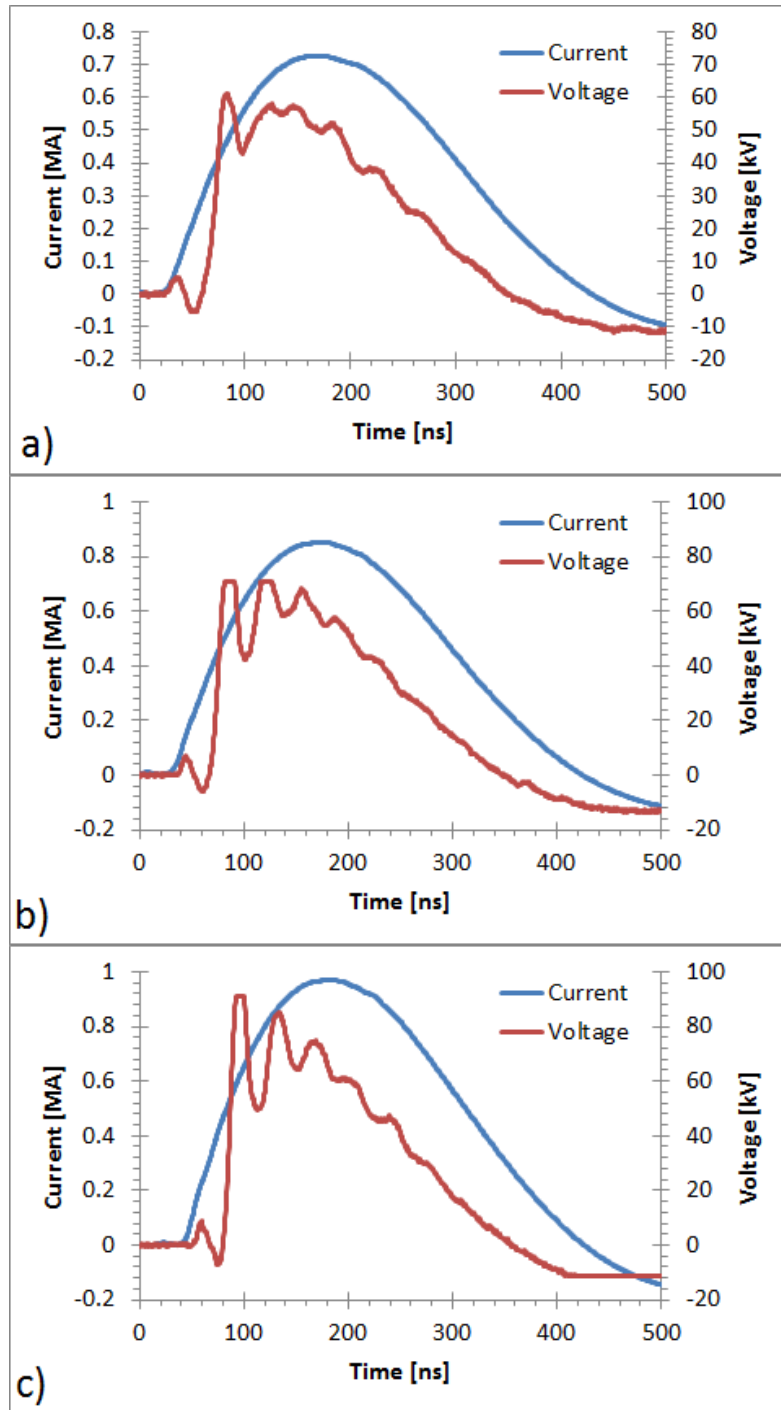 0.8 80
0.7 70
0.6 60
0.5 50
0.4 40
0.3 30
0.2 20
0.1 10
0 0
-0.1 -10
-0.2 -20
Current [MA]
Voltage [kV]
Current
Voltage
0 100 200 300 400 500
Time [ns]
a)
1 100
0.8 80
0.6 60
0.4 40
0.2 20
0 0
-0.2 -20
Current [MA]
Voltage [kV]
Current
Voltage
0 100 200 300 400 500
Time [ns]
b)
1 100
0.8 80
0.6 60
0.4 40
0.2 20
0 0
-0.2 -20
Current [MA]
Voltage [kV]
Current
Voltage
0 100 200 300 400 500
Time [ns]
c)